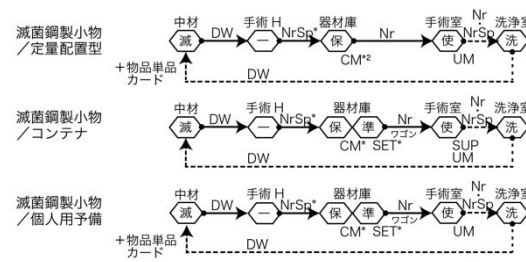 滅菌鋼製小物
/定量配置型
中材
手術H
器材庫
手術室
洗浄室
滅
DW
一
NrSp*
保
Nr
使
Nr
NrSp
洗
CM*²
UM
+物品単品
カード
DW
滅菌鋼製小物
/コンテナ
中材
手術H
器材庫
手術室
洗浄室
滅
DW
一
NrSp*
保
準
Nr
ワゴン
使
Nr
NrSp
洗
CM*
SET*
SUP
UM
DW
滅菌鋼製小物
/個人用予備
中材
手術H
器材庫
手術室
洗浄室
滅
DW
一
NrSp*
保
準
Nr
ワゴン
使
Nr
NrSp
洗
CM*
SET*
UM
+物品単品
カード
DW